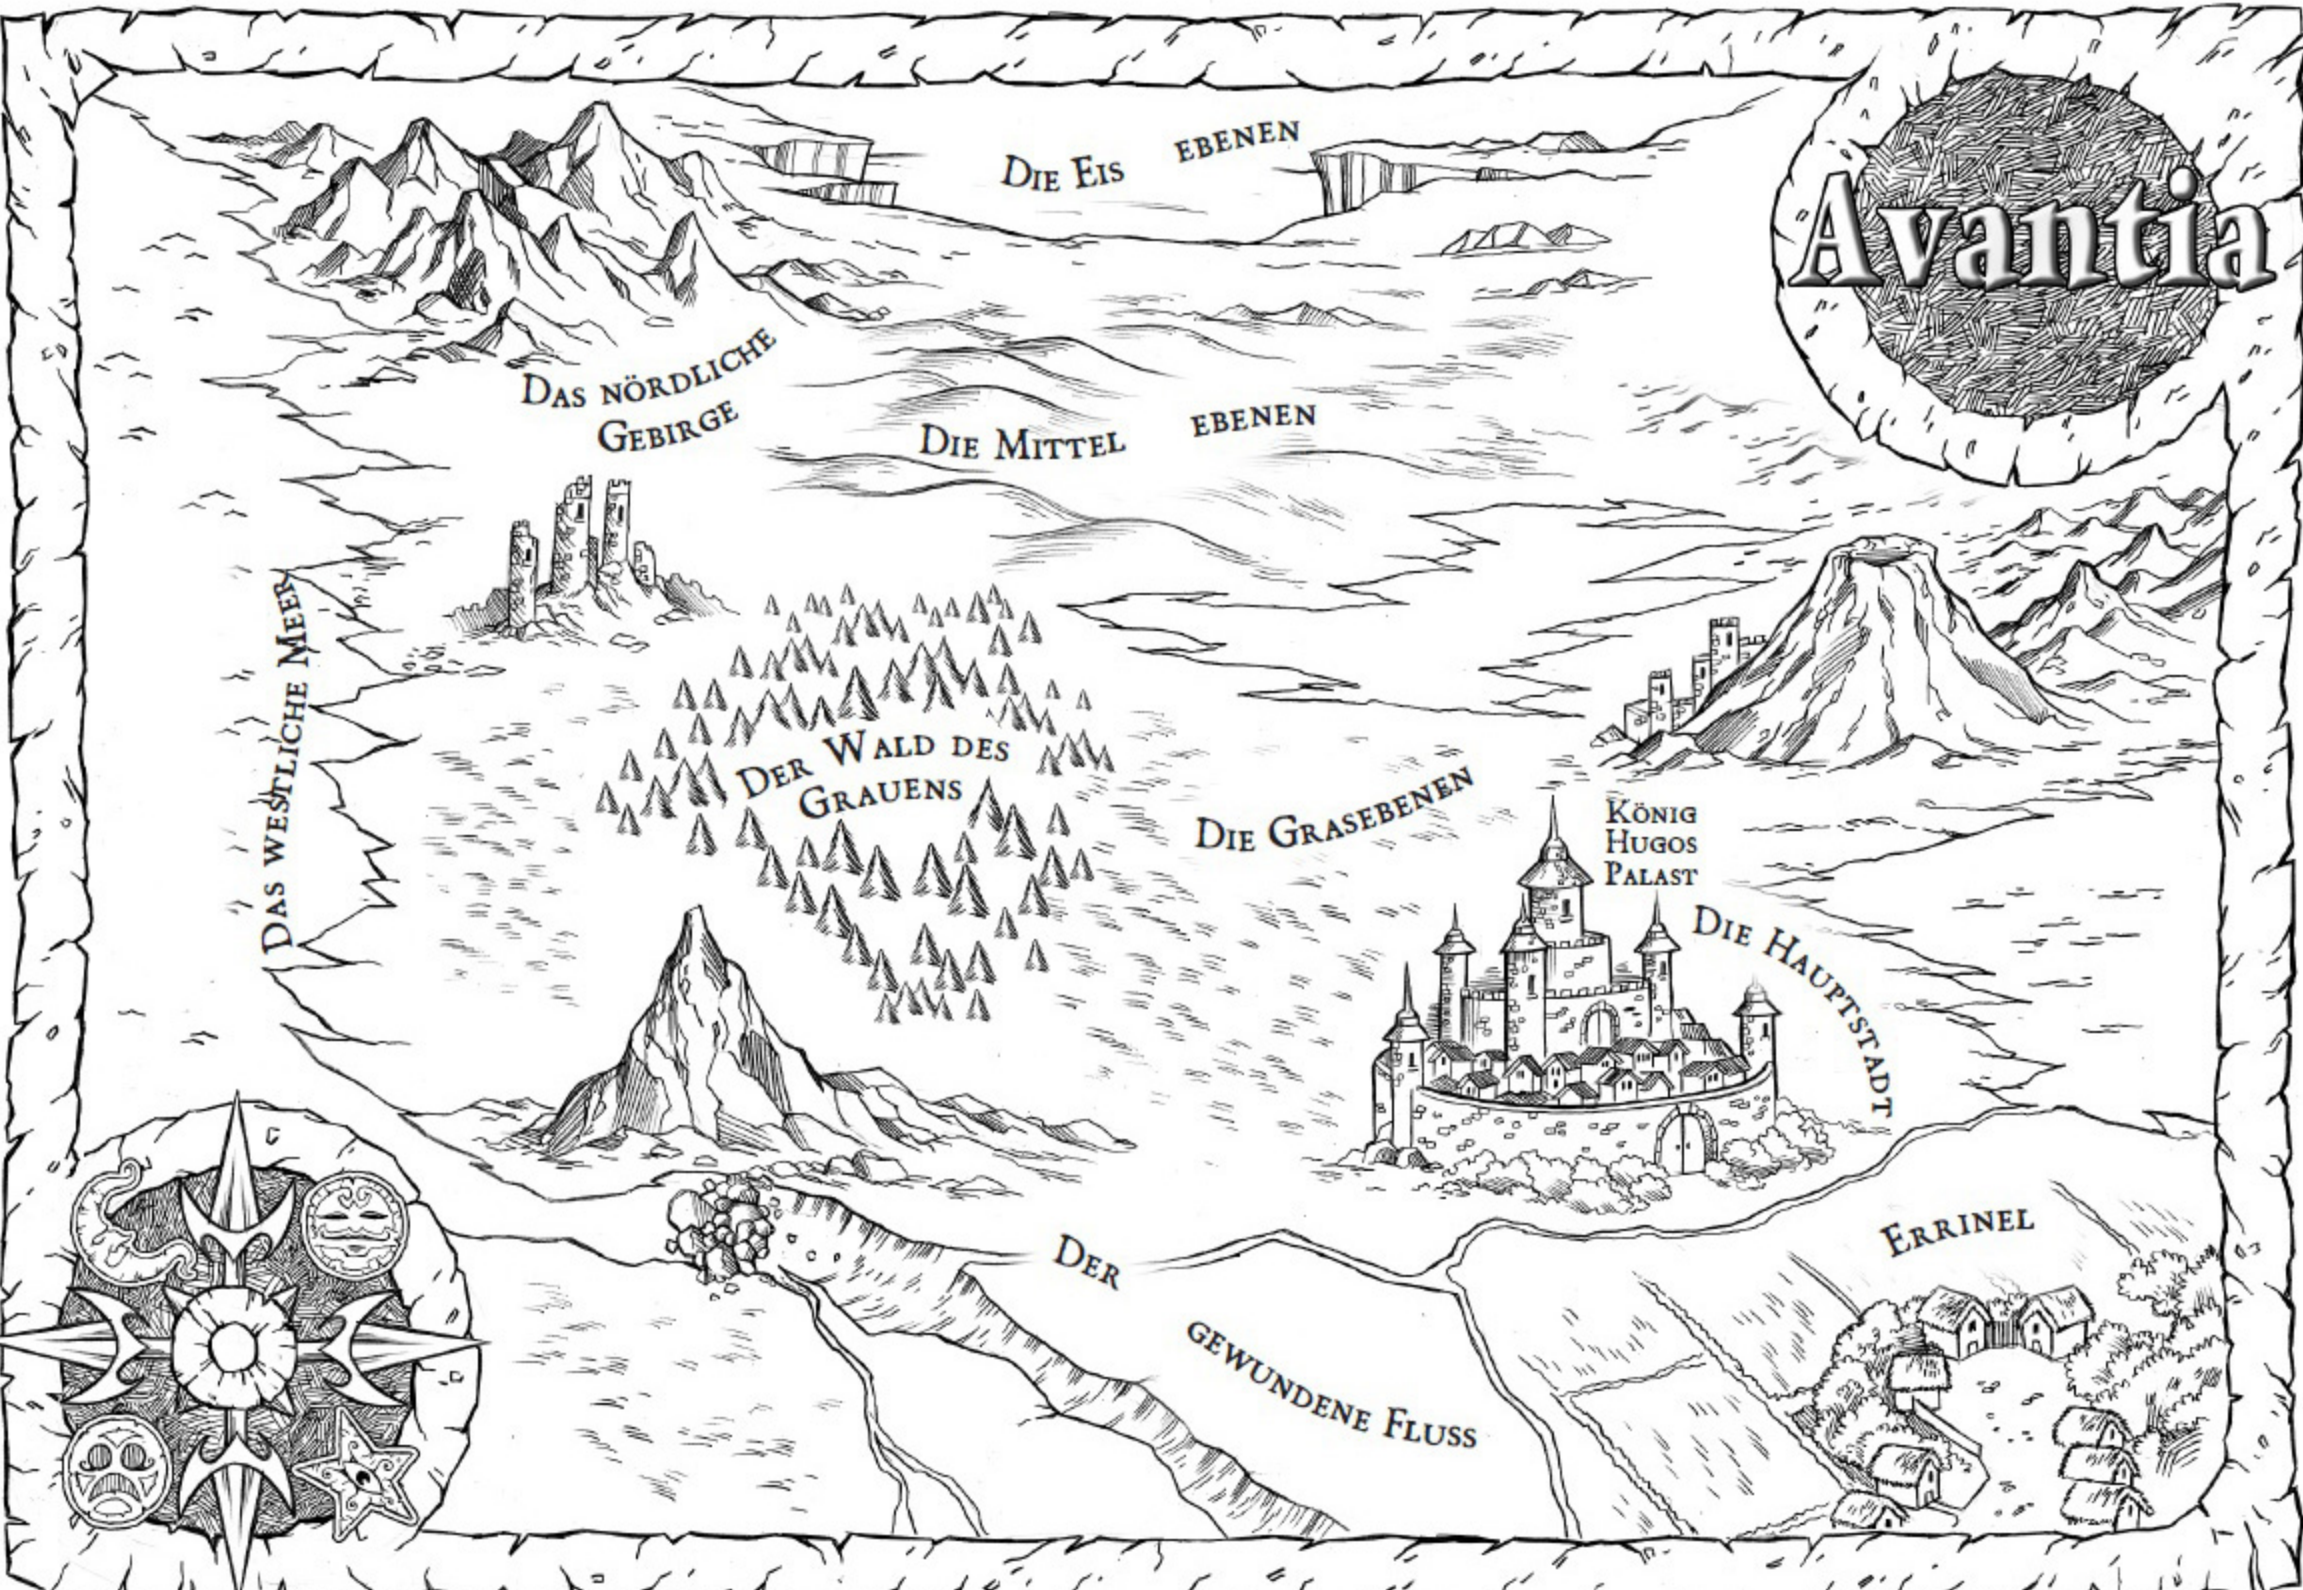 Die Eis ebenen
Avantia
Das nördliche
Gebirge
Die Mittel ebenen
Das westliche Meer
Der Wald des
Grauens
Die Grasebenen
König
Hugos
Palast
Die Hauptstadt
Errinel
Der
gewundene Fluss